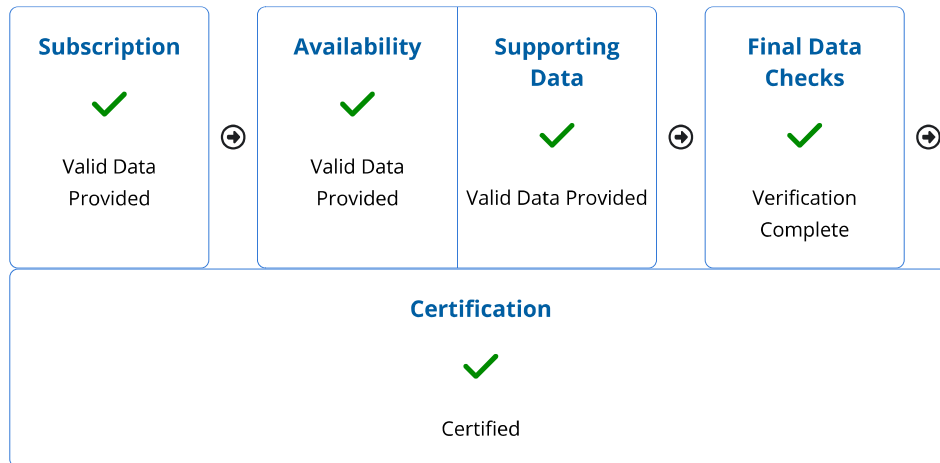 Subscription
Valid Data
Provided
Availability
Valid Data
Provided
Supporting
Data
Valid Data Provided
Final Data
Checks
Verification
Complete
Certification
Certified